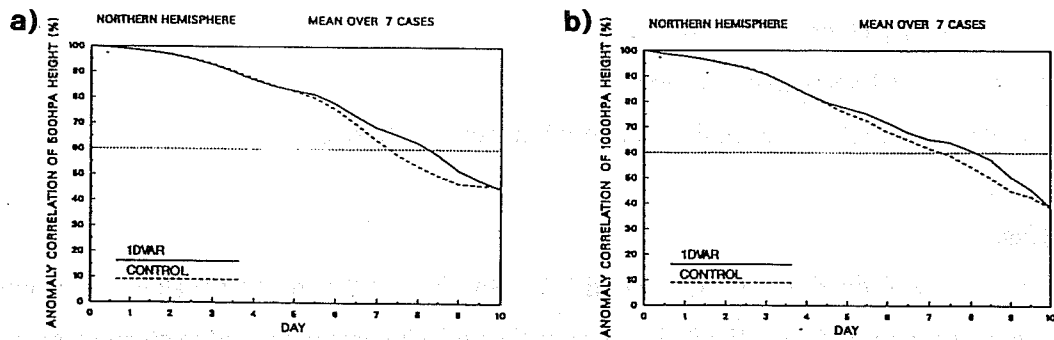 a)
NORTHERN HEMISPHERE MEAN OVER 7 CASES
ANOMALY CORRELATION OF 500HPA HEIGHT (%)
100
90
80
70
60
50
40
30
20
10
0
1DVAR
CONTROL
0 1 2 3 4 5 6 7 8 9 10
DAY
b)
NORTHERN HEMISPHERE MEAN OVER 7 CASES
ANOMALY CORRELATION OF 1000HPA HEIGHT (%)
100
90
80
70
60
50
40
30
20
10
0
1DVAR
CONTROL
0 1 2 3 4 5 6 7 8 9 10
DAY